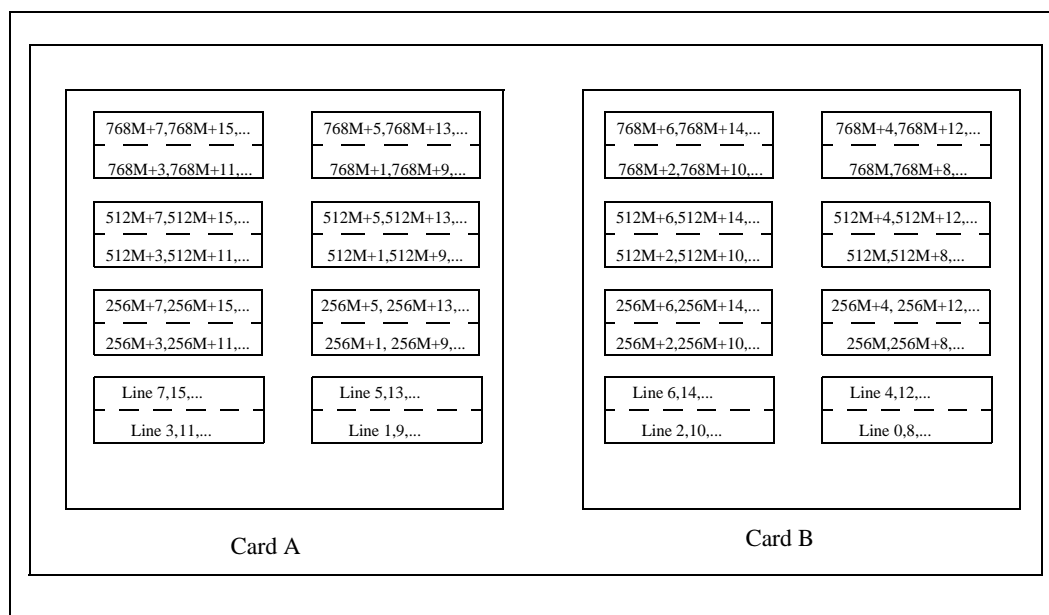 768M+7,768M+15,...
768M+3,768M+11,...
768M+5,768M+13,...
768M+1,768M+9,...
512M+7,512M+15,...
512M+3,512M+11,...
512M+5,512M+13,...
512M+1,512M+9,...
256M+7,256M+15,...
256M+3,256M+11,...
256M+5, 256M+13,...
256M+1, 256M+9,...
Line 7,15,...
Line 3,11,...
Line 5,13,...
Line 1,9,...
Card A
768M+6,768M+14,...
768M+2,768M+10,...
768M+4,768M+12,...
768M,768M+8,...
512M+6,512M+14,...
512M+2,512M+10,...
512M+4,512M+12,...
512M,512M+8,...
256M+6,256M+14,...
256M+2,256M+10,...
256M+4, 256M+12,...
256M,256M+8,...
Line 6,14,...
Line 2,10,...
Line 4,12,...
Line 0,8,...
Card B